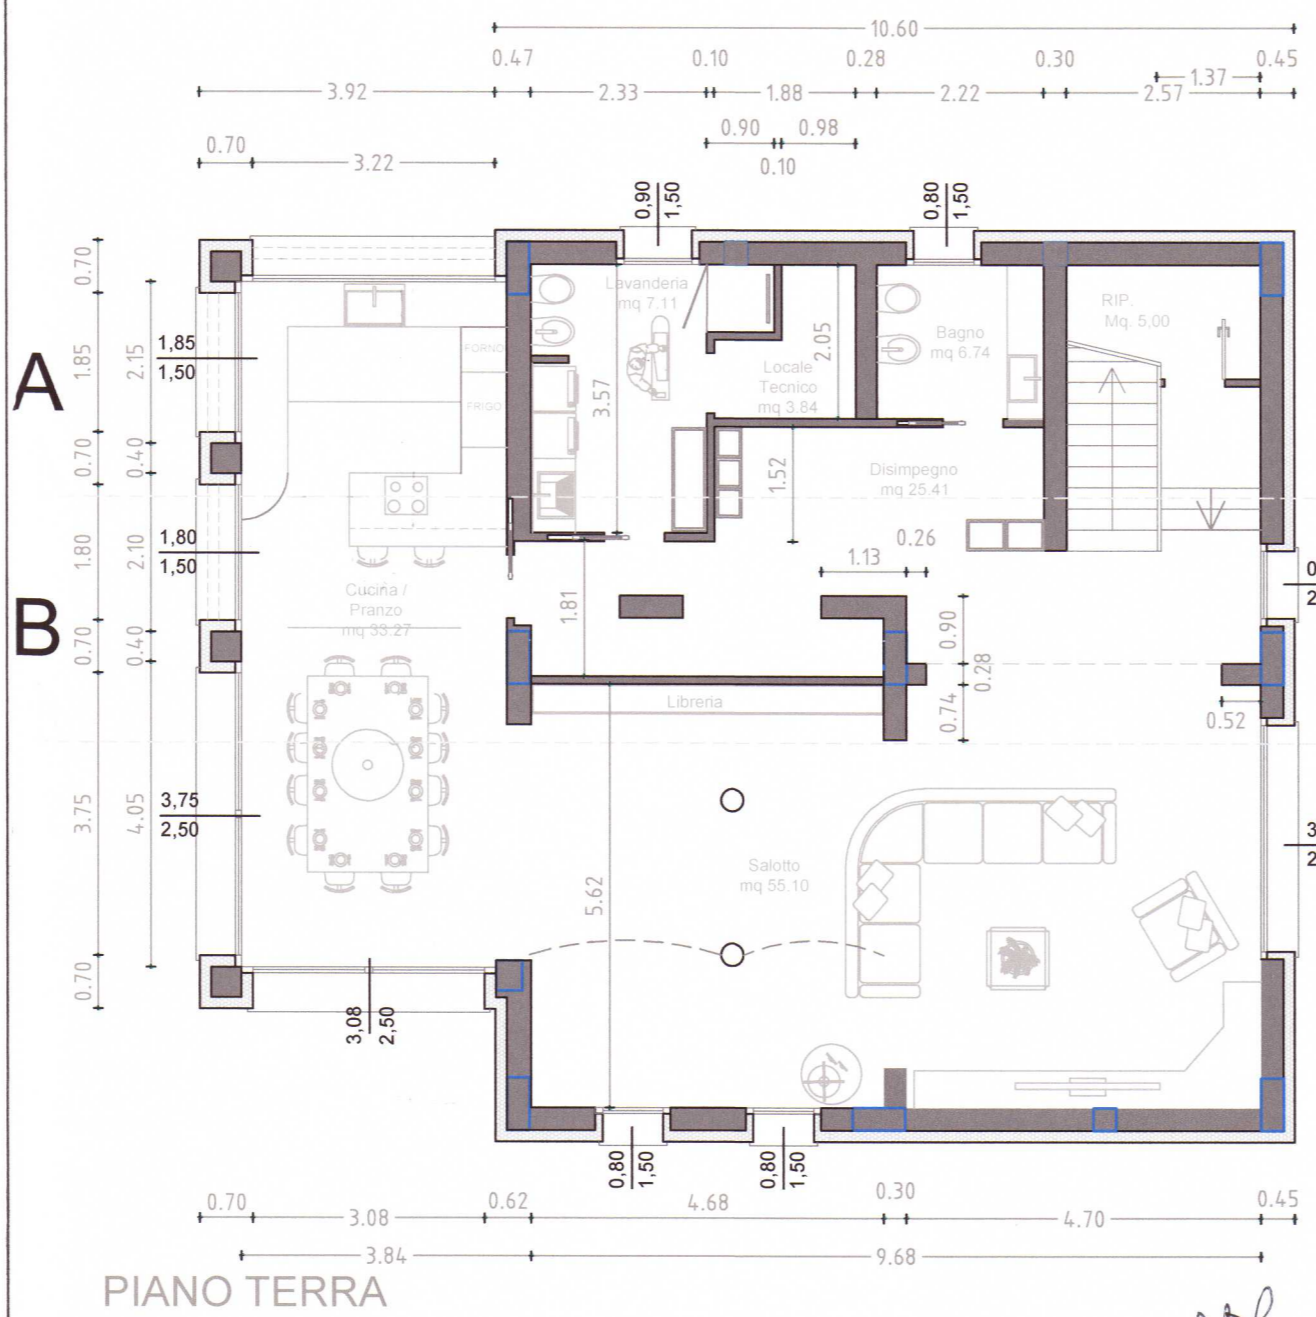 10.60
0.47 0.10 0.28 0.30 0.45
1.37
3.92 2.33 1.88 2.22 2.57
0.90 0.98
0.70
3.22
0.10
0,90 1,50
0,80 1,50
0.70
Lavanderia
mq 7.11
RIP.
Mq. 5,00
Bagno
mq 6.74
A
1.85
2.15
1,85
1,50
FORNO
FRIGO
3.57
2.05
Locale
Tecnico
mq 3.84
0.70
0.40
1.52
Disimpegno
mq 25.41
B
1.80
2.10
1,80
1,50
0.26
1.13
Cucina /
Pranzo
mq 33.27
1.81
0.90
0.28
0.74
0.70
0.40
Libreria
0.52
3.75
4.05
3,75
2,50
Salotto
mq 55.10
5.62
0.70
3,08 2,50
0,80 1,50
0,80 1,50
0.70 0.62 4.68 0.30 0.45
3.08 4.70
3.84 9.68
PIANO TERRA